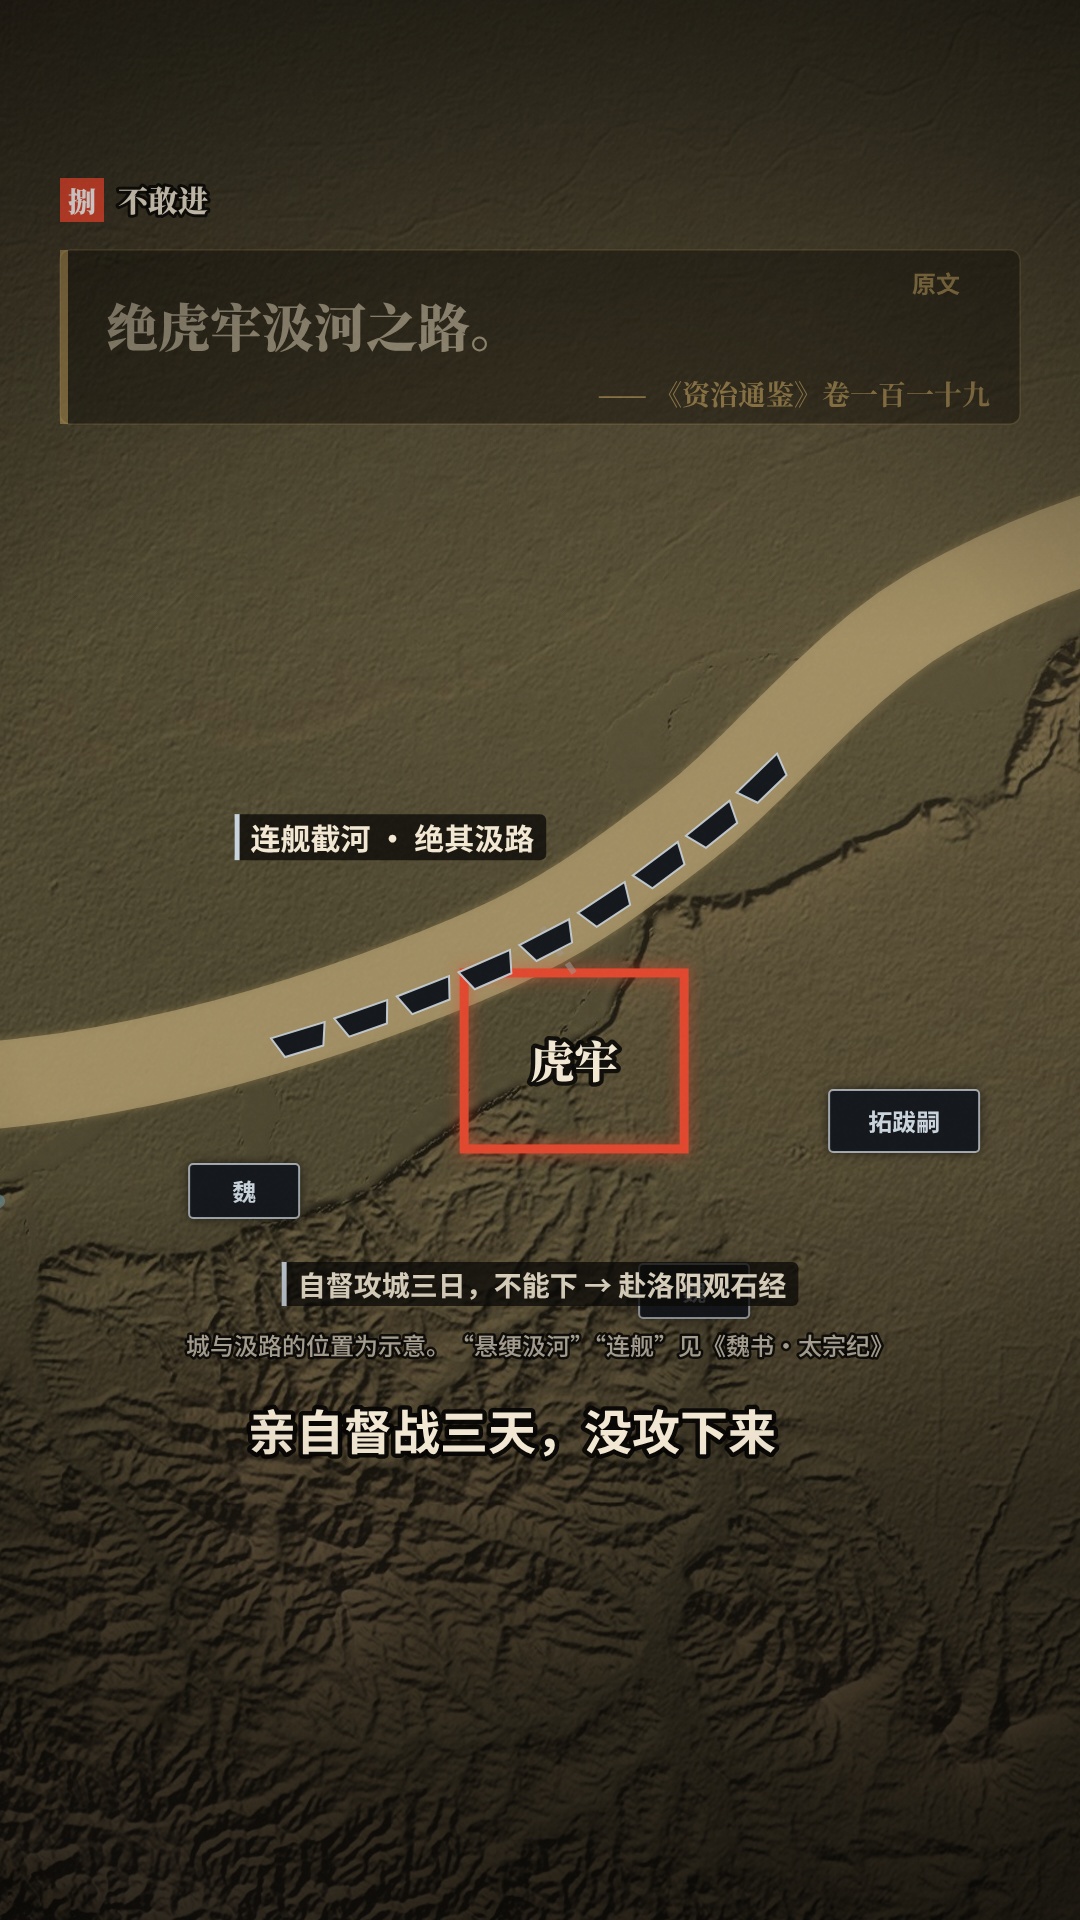 捌 不敢进
原文
绝虎牢汲河之路。
—— 《资治通鉴》卷一百一十九
连舰截河 · 绝其汲路
虎牢
拓跋嗣
魏
自督攻城三日，不能下 → 赴洛阳观石经
城与汲路的位置为示意。 “悬绠汲河”“连舰”见《魏书·太宗纪》
亲自督战三天，没攻下来